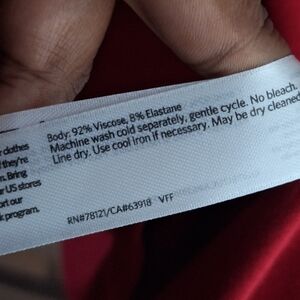 Body: 92% Viscose, 8% Elastane
Machine wash cold separately, gentle cycle. No bleach.
Line dry. Use cool iron if necessary. May be dry cleaned
RN#78121/CA#63918 VFF
clothes
they're
Bring
US stores
our
program.